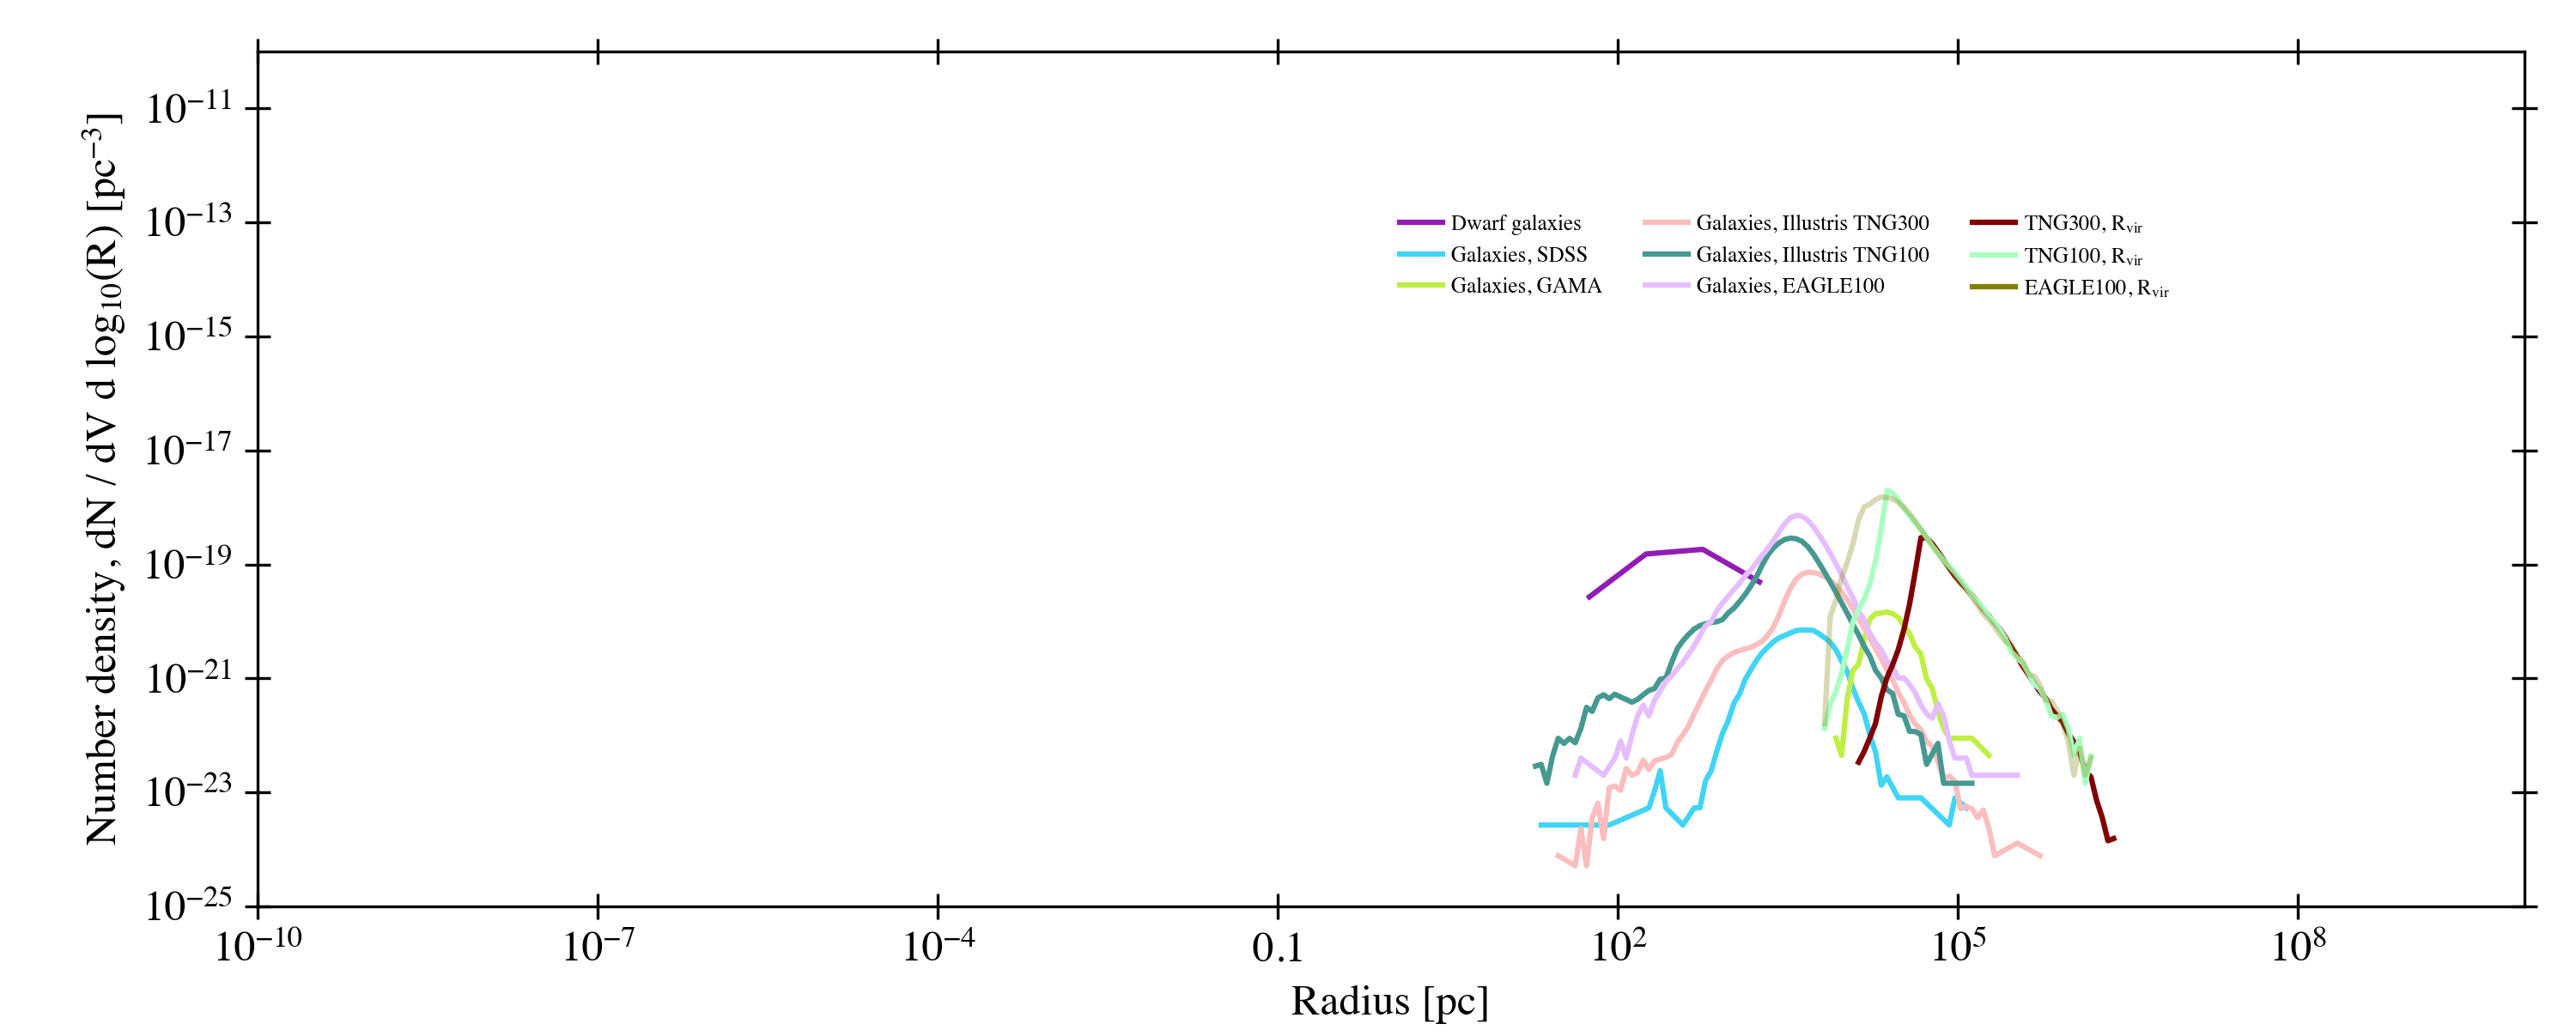 10⁻¹¹
10⁻¹³
10⁻¹⁵
10⁻¹⁷
10⁻¹⁹
10⁻²¹
10⁻²³
10⁻²⁵
Number density, dN / dV d log₁₀(R) [pc⁻³]
Dwarf galaxies
Galaxies, SDSS
Galaxies, GAMA
Galaxies, Illustris TNG300
Galaxies, Illustris TNG100
Galaxies, EAGLE100
TNG300, Rvir
TNG100, Rvir
EAGLE100, Rvir
10⁻¹⁰ 10⁻⁷ 10⁻⁴ 0.1 10² 10⁵ 10⁸
Radius [pc]